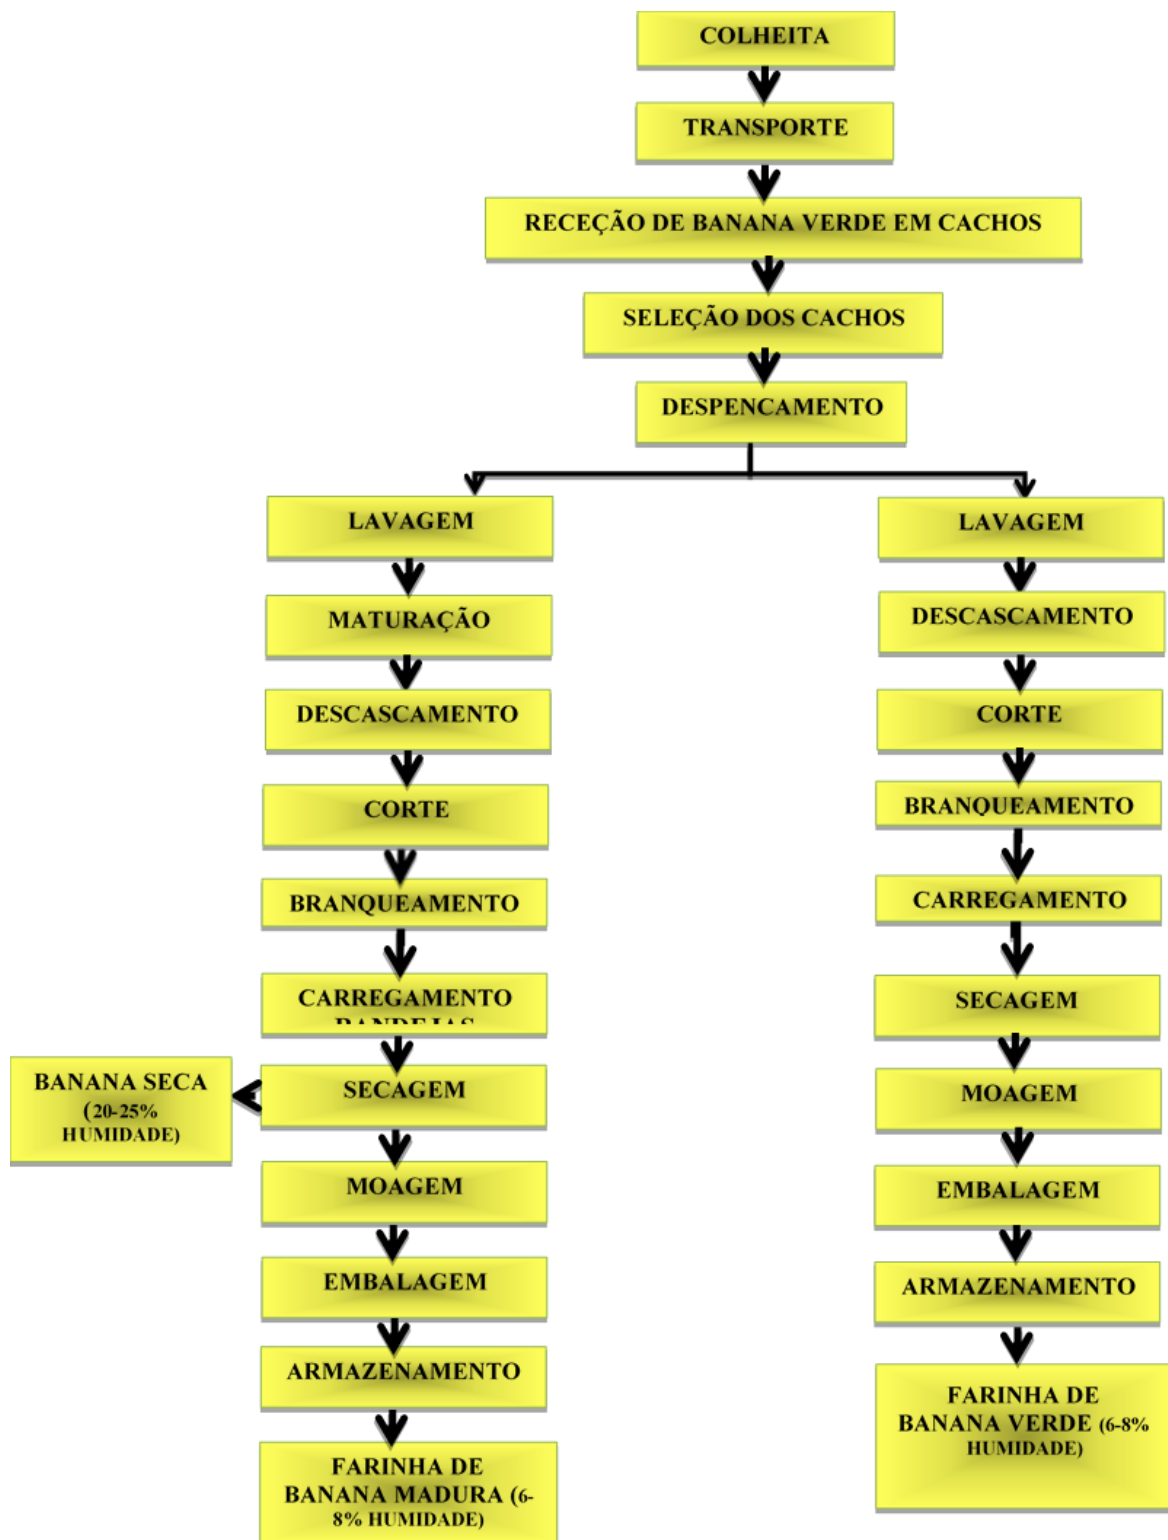 COLHEITA
TRANSPORTE
RECEÇÃO DE BANANA VERDE EM CACHOS
SELEÇÃO DOS CACHOS
DESPENCAMENTO
LAVAGEM
MATURAÇÃO
DESCASCAMENTO
CORTE
BRANQUEAMENTO
CARREGAMENTO
BANDEJAS
SECAGEM
BANANA SECA
(20-25%
HUMIDADE)
MOAGEM
EMBALAGEM
ARMAZENAMENTO
FARINHA DE
BANANA MADURA (6-
8% HUMIDADE)
LAVAGEM
DESCASCAMENTO
CORTE
BRANQUEAMENTO
CARREGAMENTO
SECAGEM
MOAGEM
EMBALAGEM
ARMAZENAMENTO
FARINHA DE
BANANA VERDE (6-8%
HUMIDADE)